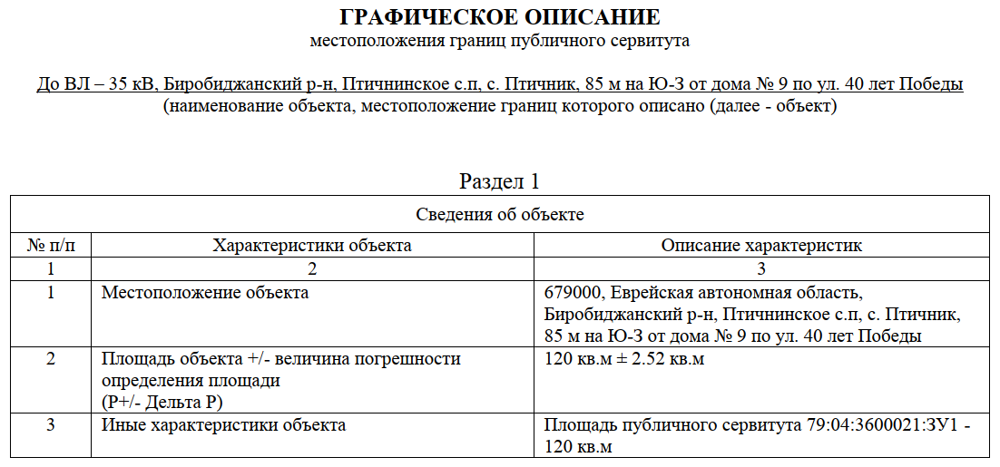 ГРАФИЧЕСКОЕ ОПИСАНИЕ
местоположения границ публичного сервитута
До ВЛ – 35 кВ, Биробиджанский р-н, Птичнинское с.п, с. Птичник, 85 м на Ю-З от дома № 9 по ул. 40 лет Победы
(наименование объекта, местоположение границ которого описано (далее - объект)
Раздел 1
Сведения об объекте
№ п/п Характеристики объекта Описание характеристик
1 2 3
1 Местоположение объекта 679000, Еврейская автономная область,
Биробиджанский р-н, Птичнинское с.п, с. Птичник,
85 м на Ю-З от дома № 9 по ул. 40 лет Победы
2 Площадь объекта +/- величина погрешности 120 кв.м ± 2.52 кв.м
определения площади
(Р+/- Дельта Р)
3 Иные характеристики объекта Площадь публичного сервитута 79:04:3600021:ЗУ1 -
120 кв.м